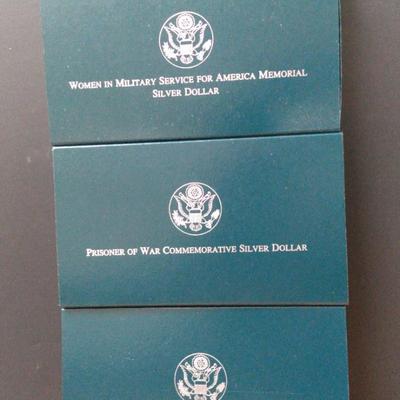 Women in Military Service for America Memorial
Silver Dollar
Prisoner of War Commemorative Silver Dollar